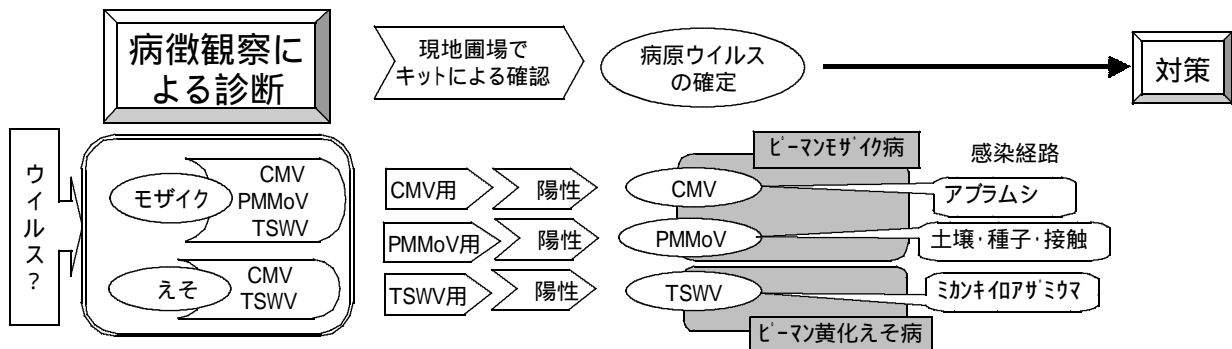 病徴観察に
よる診断
現地圃場で
キットによる確認
病原ウイルス
の確定
対策
ウイルス?
モザイク
CMV
PMMoV
TSWV
えそ
CMV
TSWV
CMV用
陽性
PMMoV用
陽性
TSWV用
陽性
ﾋﾟｰﾏﾝﾓｻﾞｲｸ病
CMV
PMMoV
TSWV
ﾋﾟｰﾏﾝ黄化えそ病
感染経路
アブラムシ
土壌･種子･接触
ﾐｶﾝｷｲﾛｱｻﾞﾐｳﾏ